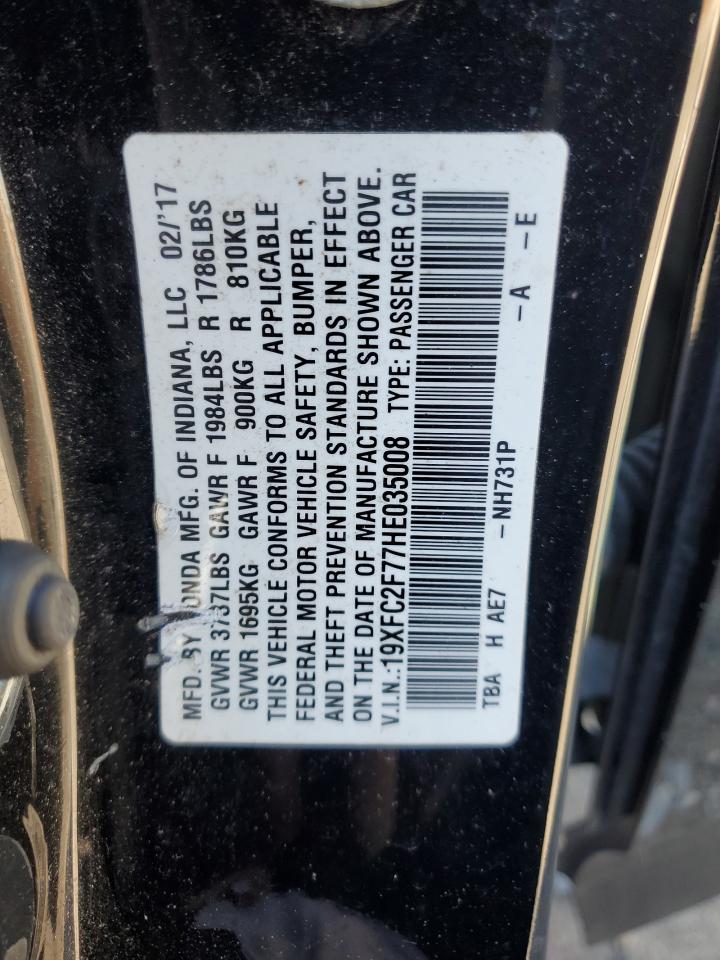 MFD. BY HONDA MFG. OF INDIANA, LLC 02/'17
GVWR 3737LBS GAWR F 1984LBS R 1786LBS
GVWR 1695KG GAWR F 900KG R 810KG
THIS VEHICLE CONFORMS TO ALL APPLICABLE
FEDERAL MOTOR VEHICLE SAFETY, BUMPER,
AND THEFT PREVENTION STANDARDS IN EFFECT
ON THE DATE OF MANUFACTURE SHOWN ABOVE.
V.I.N.:19XFC2F77HE035008 TYPE: PASSENGER CAR
TBA H AE7 -NH731P -A -E